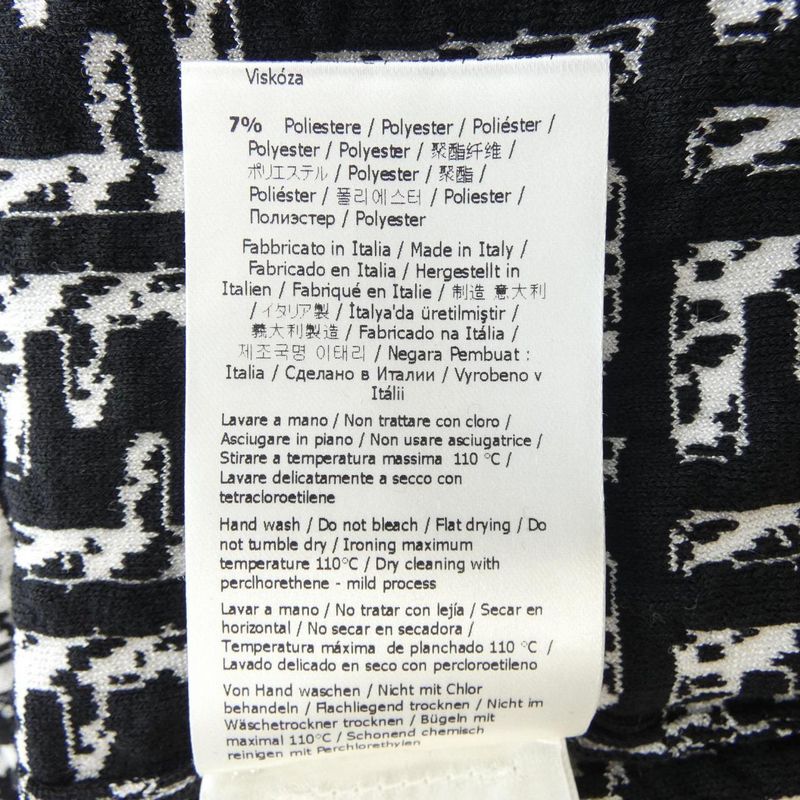 Viskóza
7% Poliestere / Polyester / Poliéster /
Polyester / Polyester / 聚酯纤维 /
ポリエステル / Polyester / 聚酯 /
Poliéster / 폴리에스터 / Poliester /
Полиэстер / Polyester
Fabbricato in Italia / Made in Italy /
Fabricado en Italia / Hergestellt in
Italien / Fabriqué en Italie / 制造 意大利
/ イタリア製 / İtalya'da üretilmiştir /
義大利製造 / Fabricado na Itália /
제조국명 이태리 / Negara Pembuat :
Italia / Сделано в Италии / Vyrobeno v
Itálii
Lavare a mano / Non trattare con cloro /
Asciugare in piano / Non usare asciugatrice /
Stirare a temperatura massima 110 °C /
Lavare delicatamente a secco con
tetracloroetilene
Hand wash / Do not bleach / Flat drying / Do
not tumble dry / Ironing maximum
temperature 110°C / Dry cleaning with
perclhorethene - mild process
Lavar a mano / No tratar con lejía / Secar en
horizontal / No secar en secadora /
Temperatura máxima de planchado 110 °C /
Lavado delicado en seco con percloroetileno
Von Hand waschen / Nicht mit Chlor
behandeln / Flachliegend trocknen / Nicht im
Wäschetrockner trocknen / Bügeln mit
maximal 110°C / Schonend chemisch
reinigen mit Perchlorethylen